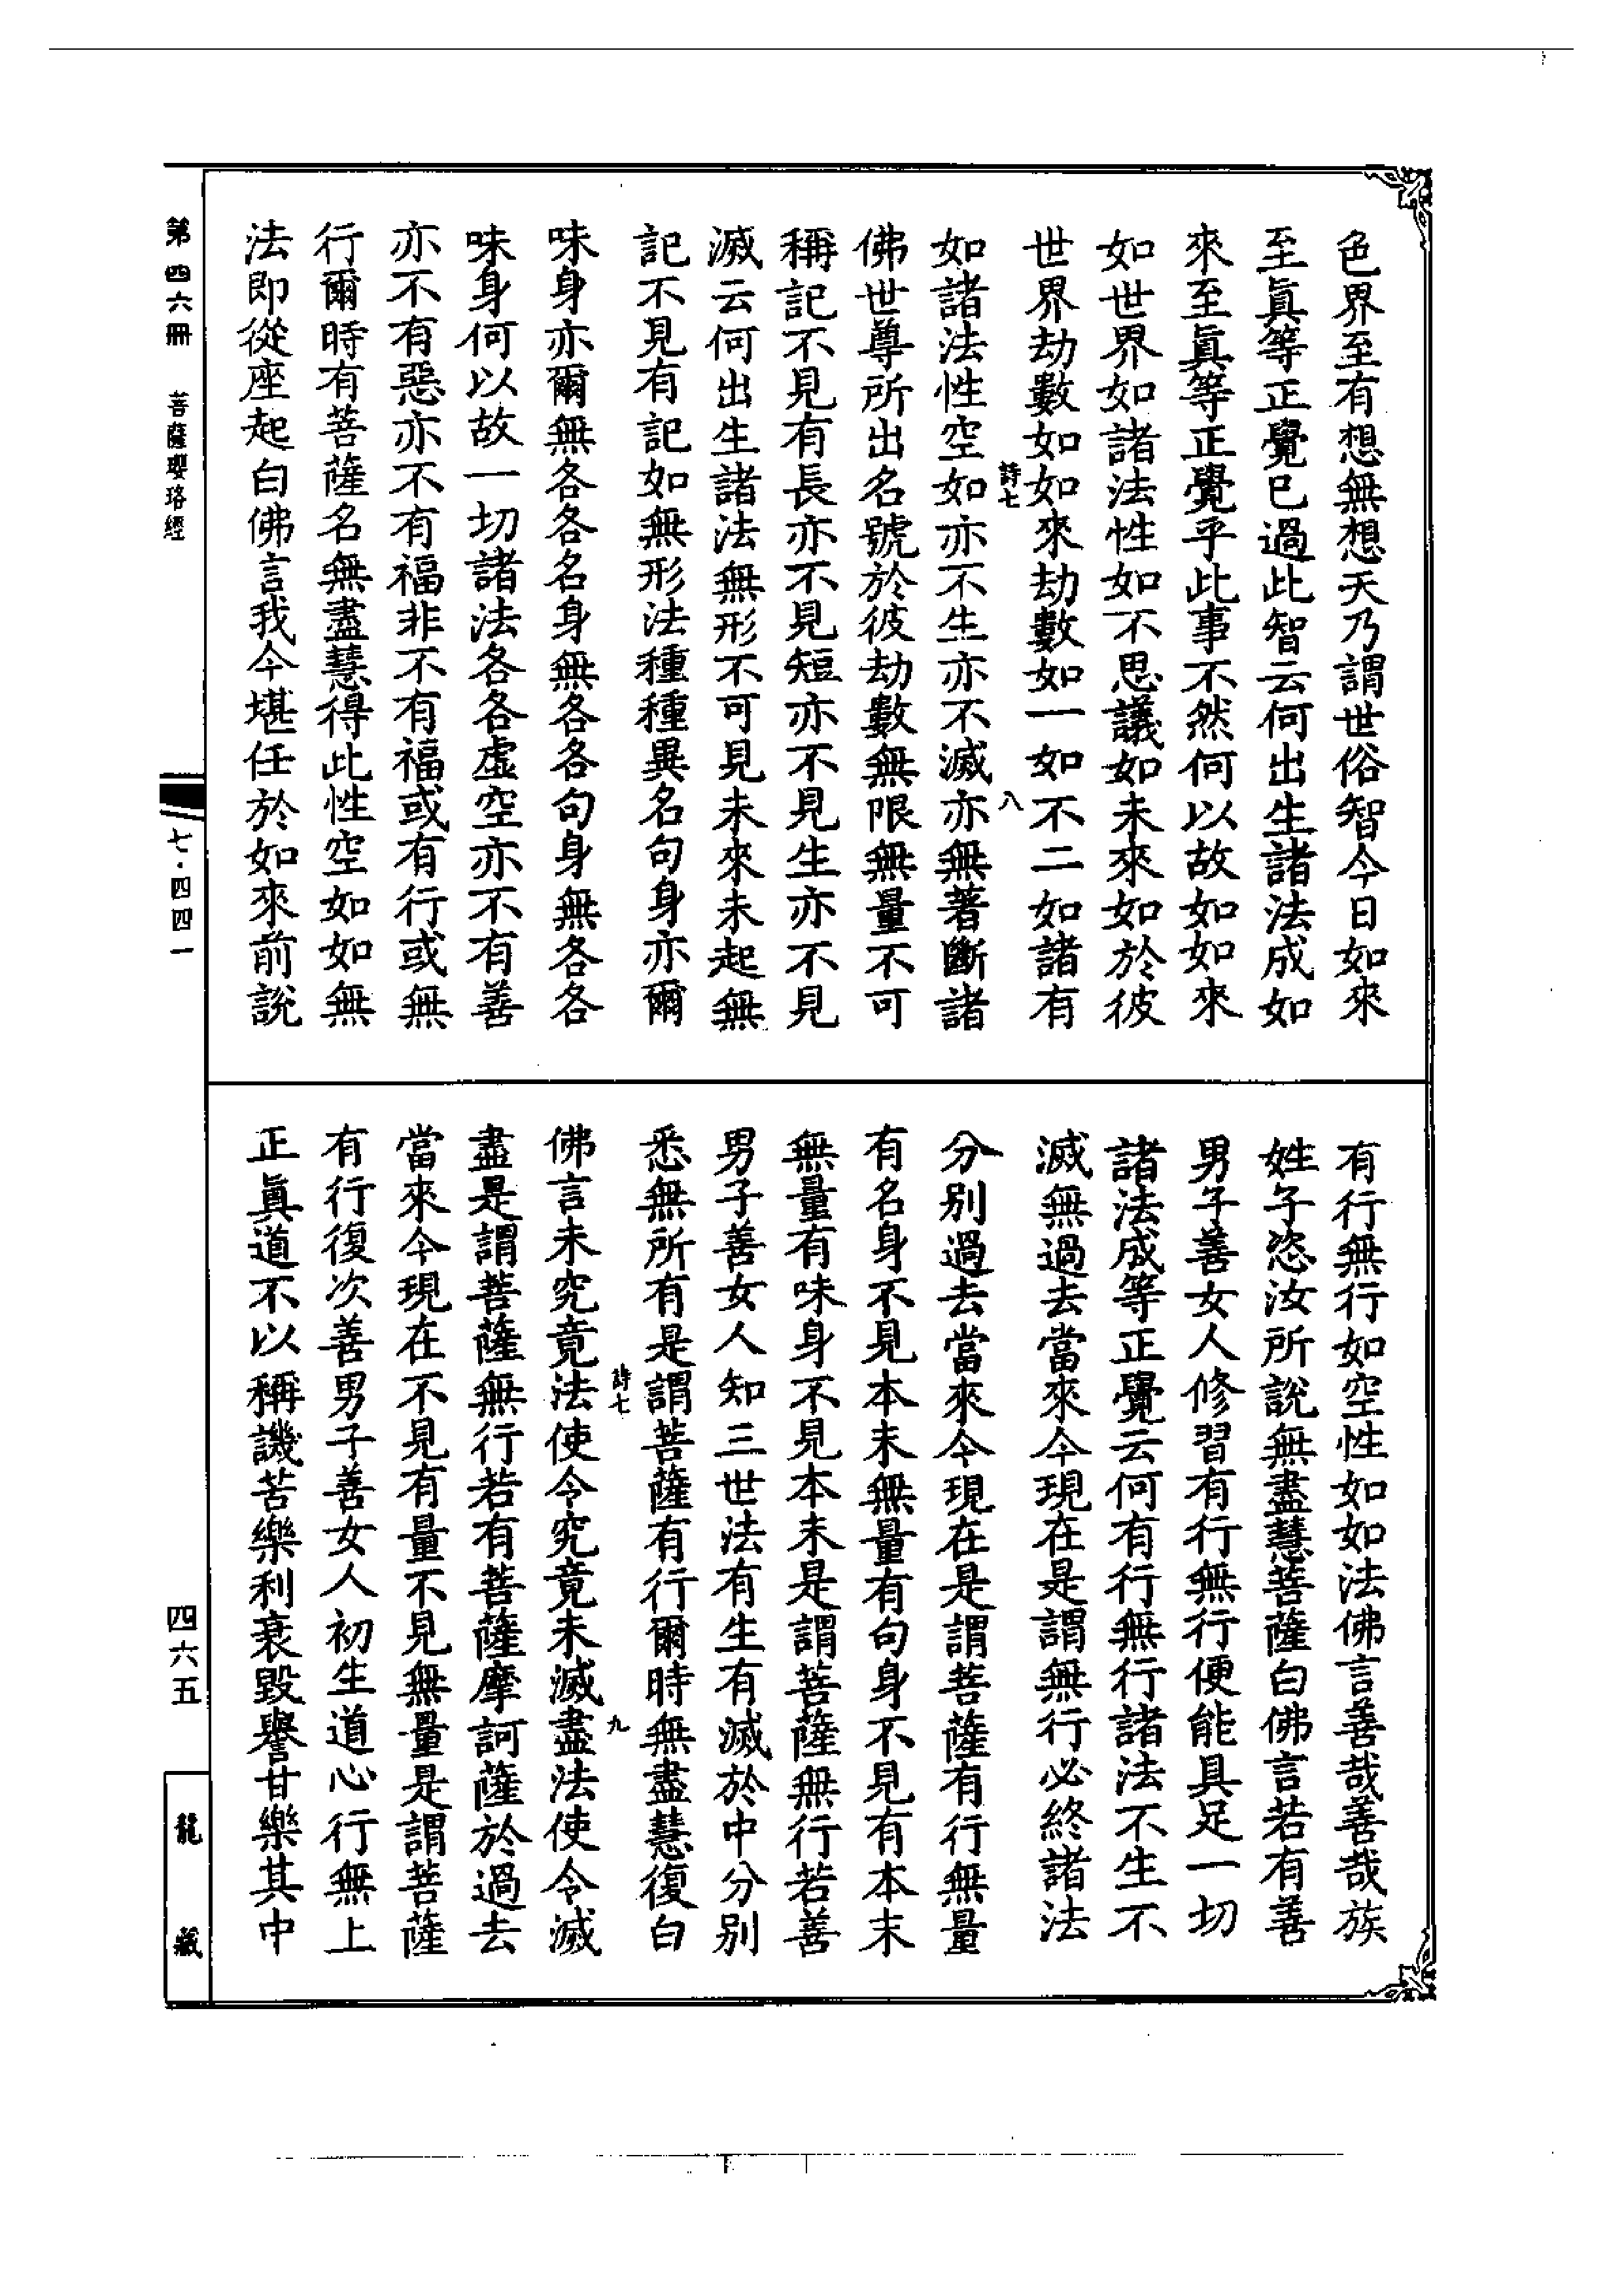 色界至有想無想天乃謂世俗智今日如來
至眞等正覺已過此智云何出生諸法成如
來至眞等正覺乎此事不然何以故如如來
如世界如諸法性如不思議如未來如於彼
世界劫數如如來劫數如一如不二如諸有
詩七 八
如諸法性空如亦不生亦不滅亦無著斷諸
佛世尊所出名號於彼劫數無限無量不可
稱記不見有長亦不見短亦不見生亦不見
滅云何出生諸法無形不可見未來未起無
記不見有記如無形法種種異名句身亦爾
味身亦爾無各各名身無各各句身無各各
味身何以故一切諸法各各虛空亦不有善
亦不有惡亦不有福非不有福或有行或無
行爾時有菩薩名無盡慧得此性空如如無
法即從座起白佛言我今堪任於如來前說
有行無行如空性如如法佛言善哉善哉族
姓子恣汝所說無盡慧菩薩白佛言若有善
男子善女人修習有行無行便能具足一切
諸法成等正覺云何有行無行諸法不生不
滅無過去當來今現在是謂無行必終諸法
分別過去當來今現在是謂菩薩有行無量
有名身不見本末無量有句身不見有本末
無量有味身不見本末是謂菩薩無行若善
男子善女人知三世法有生有滅於中分別
悉無所有是謂菩薩有行爾時無盡慧復白
詩七 九
佛言未究竟法使令究竟未滅盡法使令滅
盡是謂菩薩無行若有菩薩摩訶薩於過去
當來今現在不見有量不見無量是謂菩薩
有行復次善男子善女人初生道心行無上
正眞道不以稱譏苦樂利衰毀譽甘樂其中
第四六冊 菩薩瓔珞經
七·四四一
四六五
龍藏